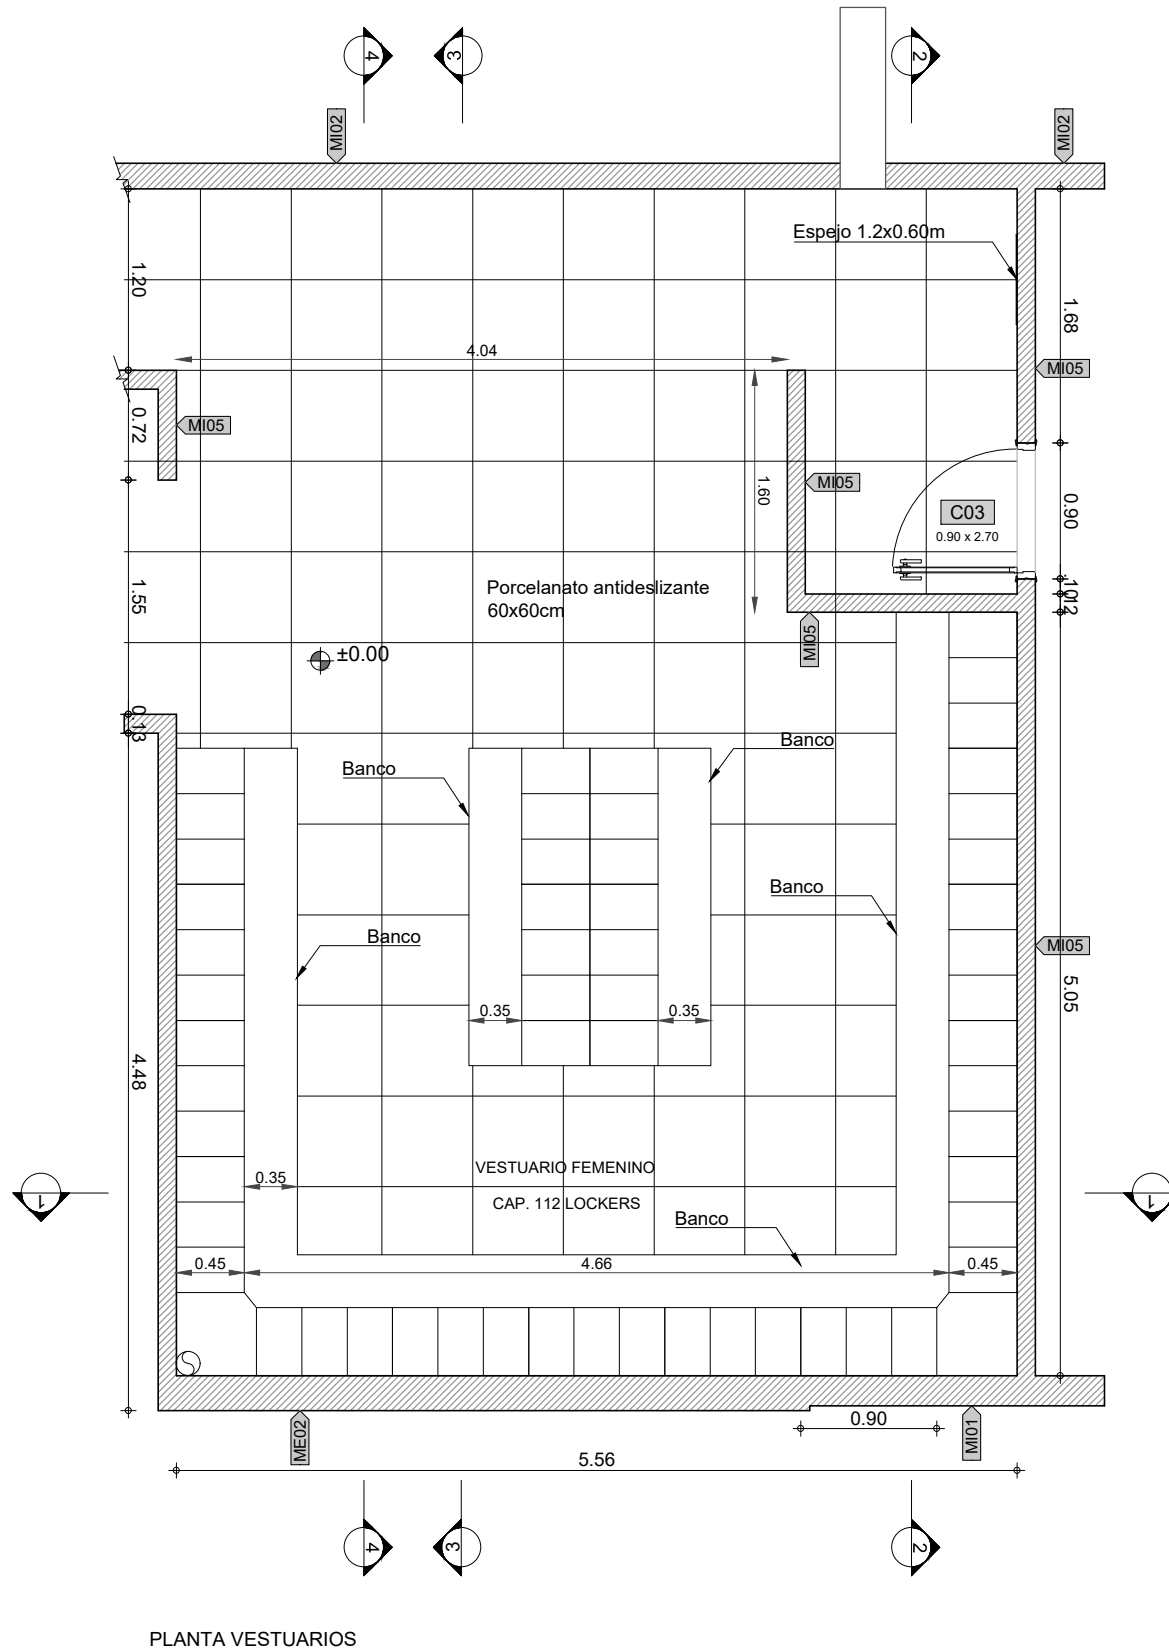 4
3
2
MI02
MI02
Espejo 1.2x0.60m
1.20
1.68
4.04
MI05
0.72
MI05
1.60
MI05
C03
0.90 x 2.70
0.90
.10
.12
1.55
Porcelanato antideslizante
60x60cm
MI05
±0.00
0.13
Banco
Banco
Banco
Banco
MI05
5.05
0.35
0.35
4.48
VESTUARIO FEMENINO
0.35
CAP. 112 LOCKERS
1
1
Banco
0.45
4.66
0.45
0.90
ME02
MI01
5.56
4
3
2
PLANTA VESTUARIOS